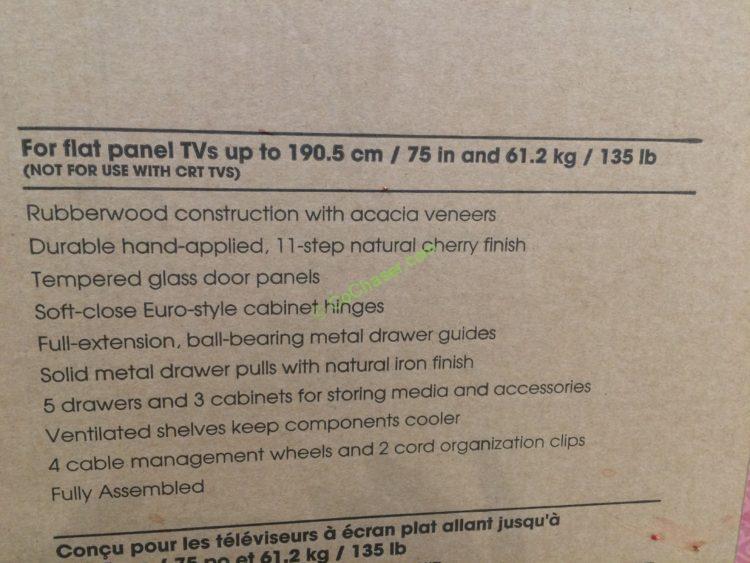 For flat panel TVs up to 190.5 cm / 75 in and 61.2 kg / 135 lb
(NOT FOR USE WITH CRT TVS)
Rubberwood construction with acacia veneers
Durable hand-applied, 11-step natural cherry finish
Tempered glass door panels
Soft-close Euro-style cabinet hinges
Full-extension, ball-bearing metal drawer guides
Solid metal drawer pulls with natural iron finish
5 drawers and 3 cabinets for storing media and accessories
Ventilated shelves keep components cooler
4 cable management wheels and 2 cord organization clips
Fully Assembled
Conçu pour les téléviseurs à écran plat allant jusqu'à
/ 75 po et 61.2 kg / 135 lb